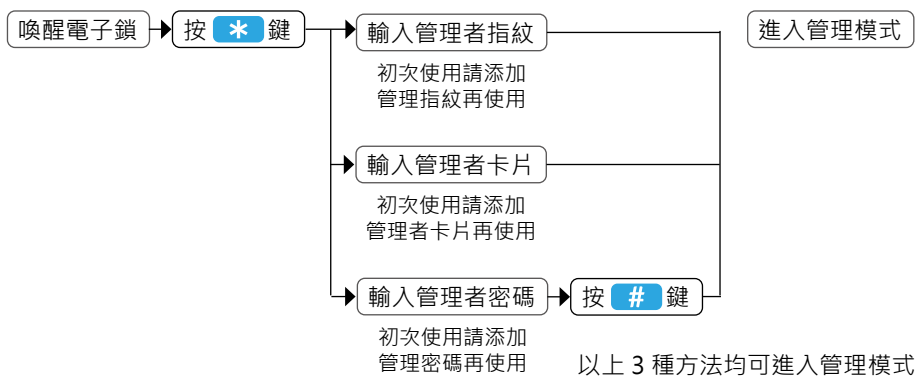 喚醒電子鎖
按 * 鍵
輸入管理者指紋
進入管理模式
初次使用請添加
管理指紋再使用
輸入管理者卡片
初次使用請添加
管理者卡片再使用
輸入管理者密碼
按 # 鍵
初次使用請添加
管理密碼再使用
以上 3 種方法均可進入管理模式